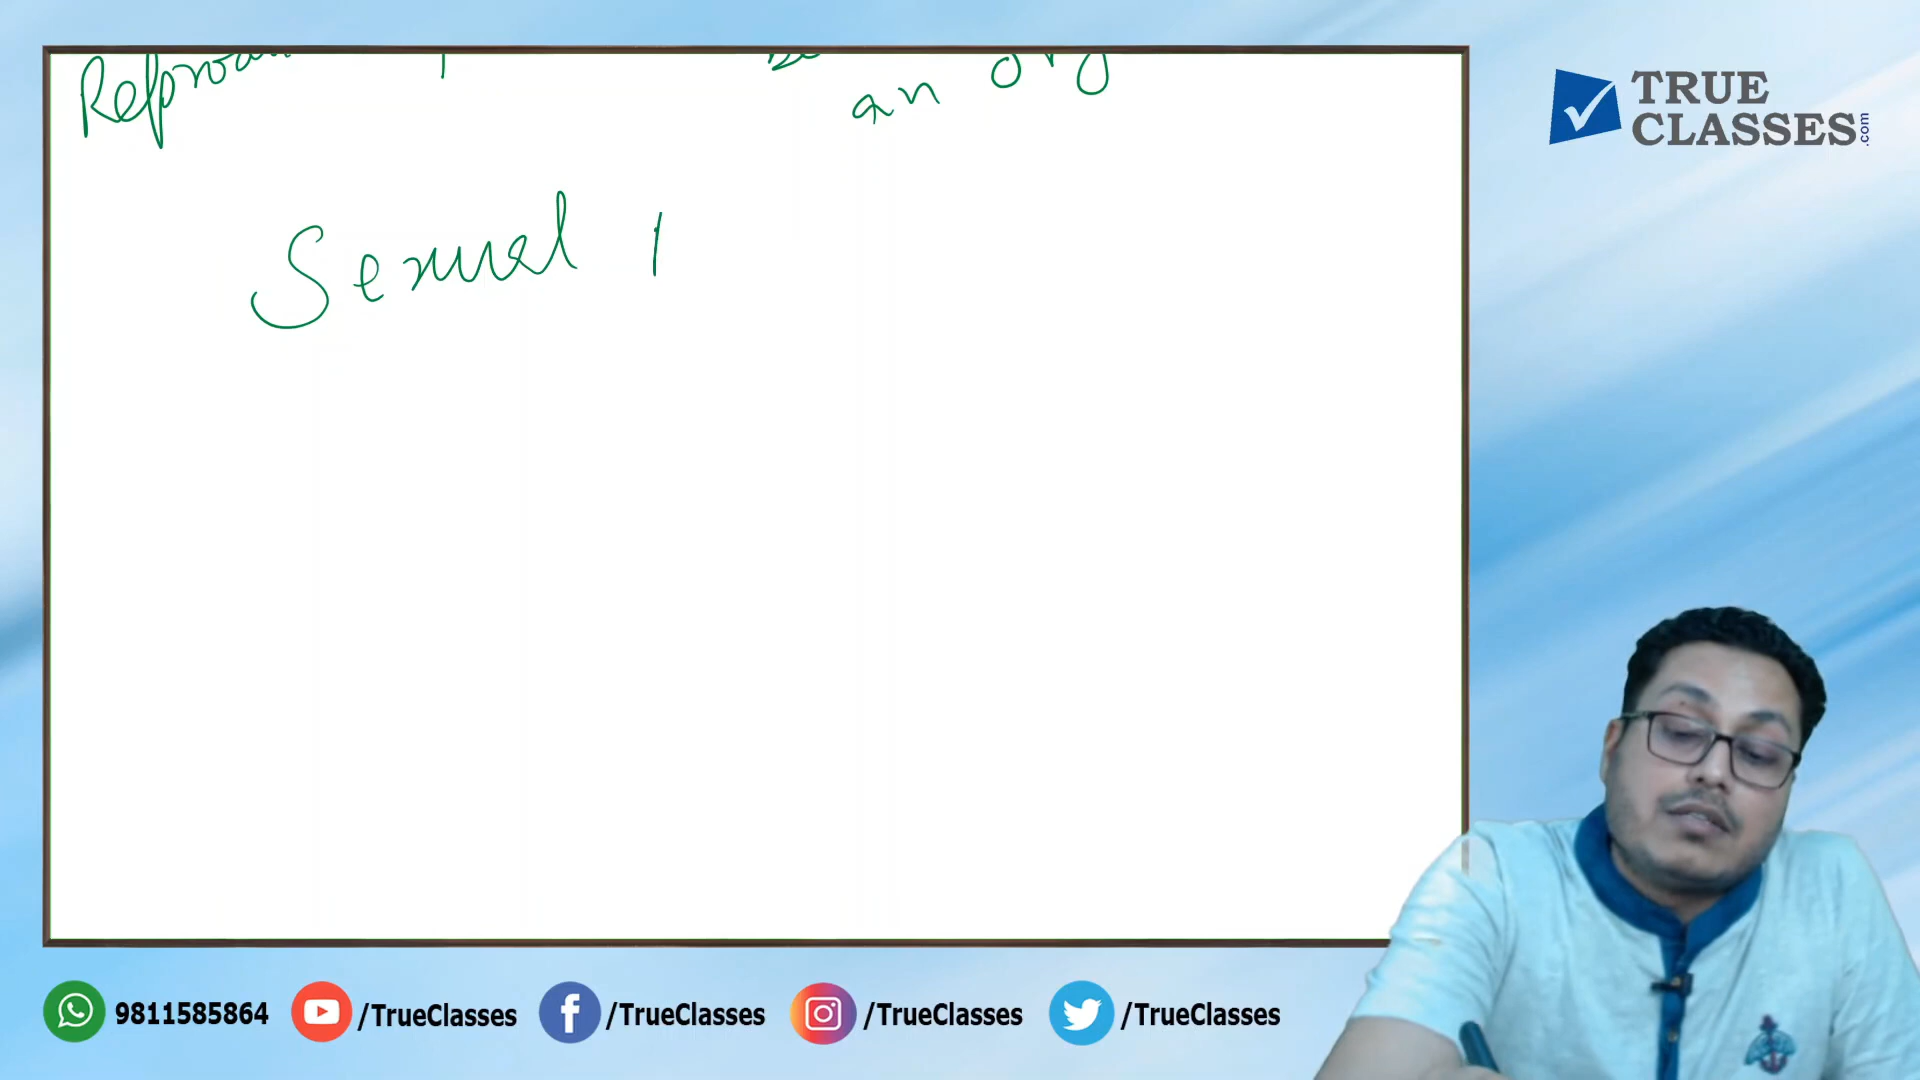 an
Sexual
TRUE
CLASSES.com
9811585864 /TrueClasses /TrueClasses /TrueClasses /TrueClasses